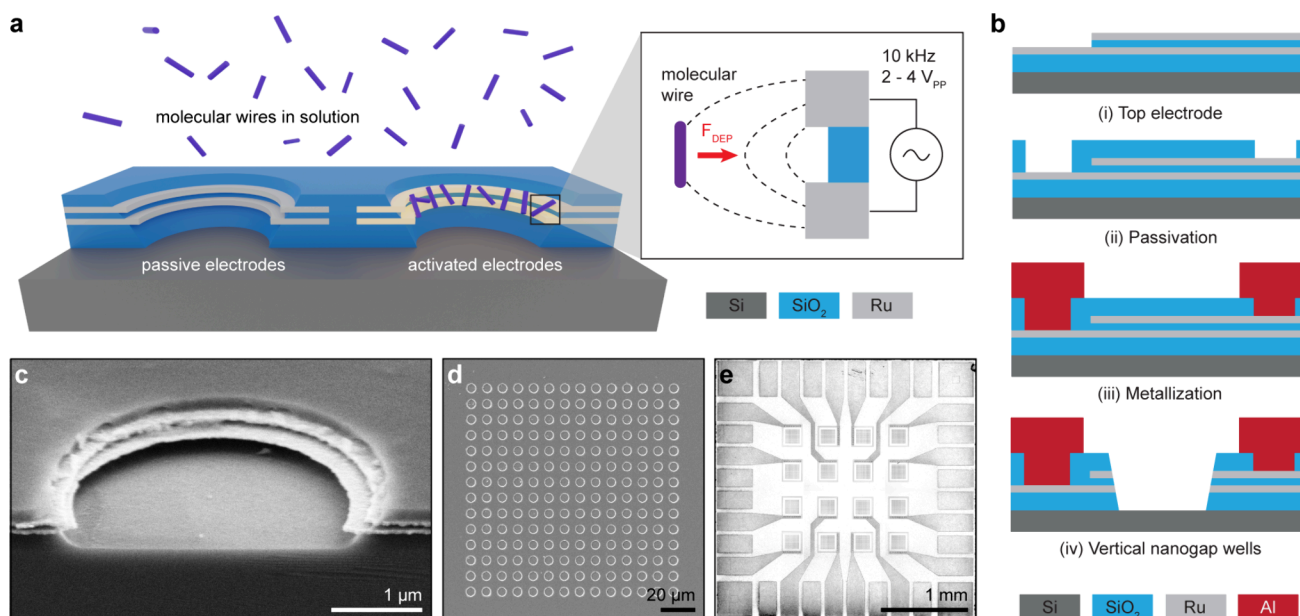 a
molecular wires in solution
passive electrodes
activated electrodes
molecular
wire
F_DEP
10 kHz
2 - 4 V_PP
Si
SiO₂
Ru
b
(i) Top electrode
(ii) Passivation
(iii) Metallization
(iv) Vertical nanogap wells
Si
SiO₂
Ru
Al
c
1 µm
d
20 µm
e
1 mm